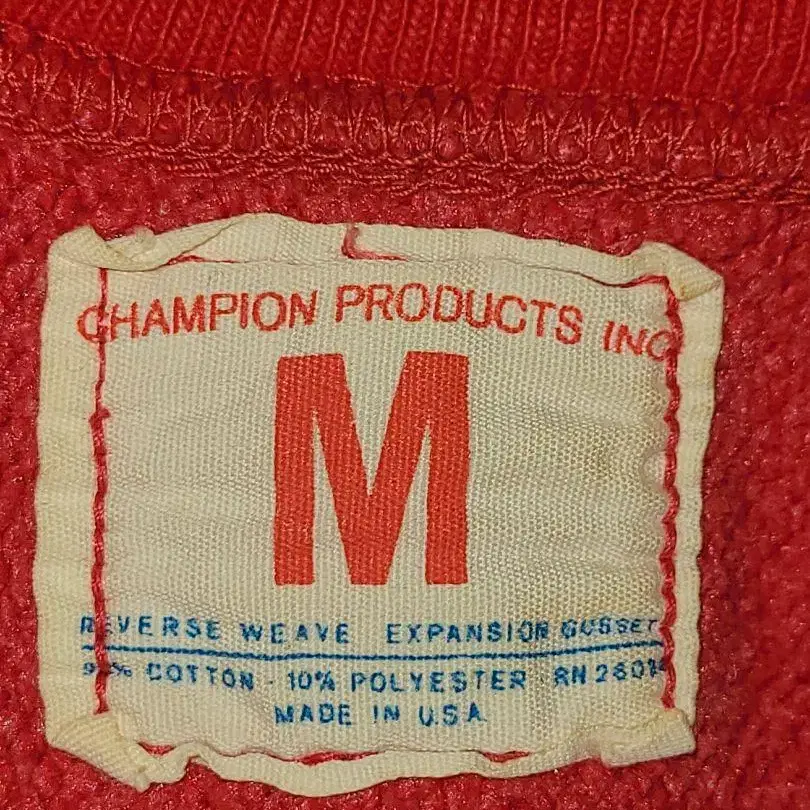 CHAMPION PRODUCTS INC
M
REVERSE WEAVE EXPANSION GUSSET
COTTON - 10% POLYESTER RN
MADE IN U.S.A.